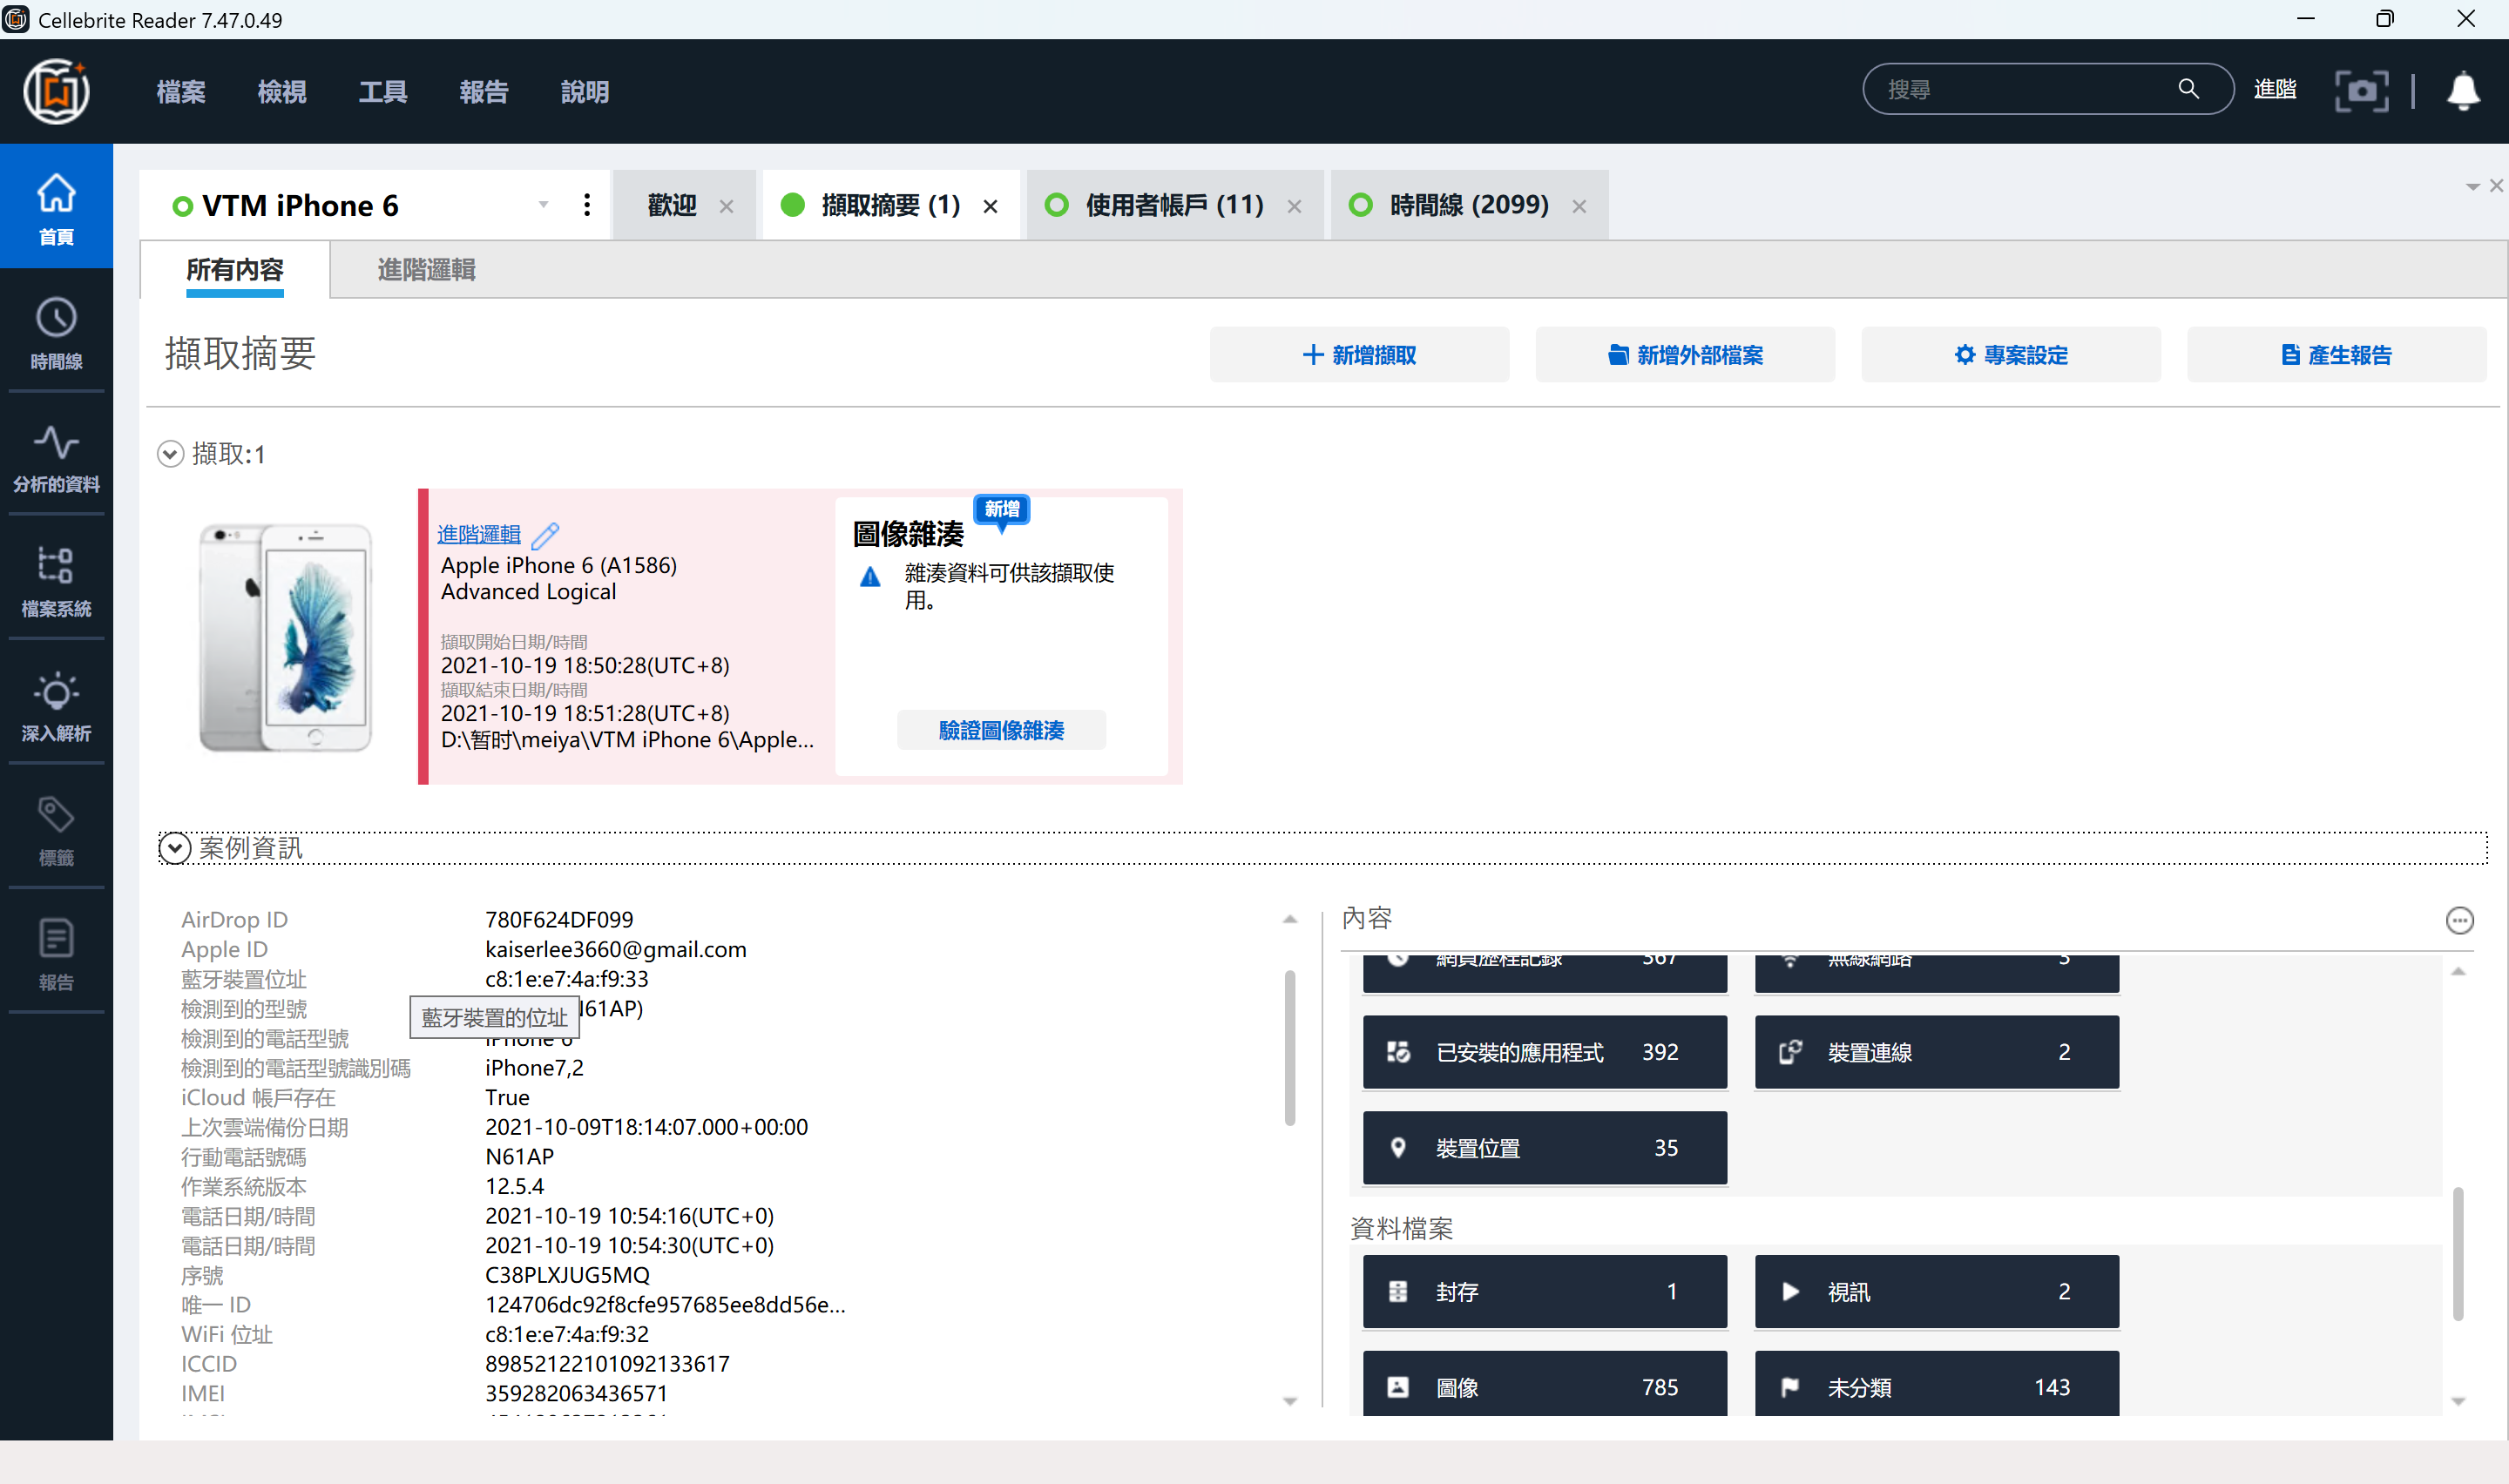 Cellebrite Reader 7.47.0.49
檔案 檢視 工具 報告 說明
搜尋 進階
首頁
時間線
分析的資料
檔案系統
深入解析
標籤
報告
VTM iPhone 6
歡迎
擷取摘要 (1)
使用者帳戶 (11)
時間線 (2099)
所有內容 進階邏輯
擷取摘要
新增擷取
新增外部檔案
專案設定
產生報告
擷取:1
進階邏輯
Apple iPhone 6 (A1586)
Advanced Logical
擷取開始日期/時間
2021-10-19 18:50:28(UTC+8)
擷取結束日期/時間
2021-10-19 18:51:28(UTC+8)
D:\暂时\meiya\VTM iPhone 6\Apple...
新增
圖像雜湊
雜湊資料可供該擷取使
用。
驗證圖像雜湊
案例資訊
AirDrop ID 780F624DF099
Apple ID kaiserlee3660@gmail.com
藍牙裝置位址 c8:1e:e7:4a:f9:33
檢測到的型號 61AP)
藍牙裝置的位址
檢測到的電話型號 iPhone 6
檢測到的電話型號識別碼 iPhone7,2
iCloud 帳戶存在 True
上次雲端備份日期 2021-10-09T18:14:07.000+00:00
行動電話號碼 N61AP
作業系統版本 12.5.4
電話日期/時間 2021-10-19 10:54:16(UTC+0)
電話日期/時間 2021-10-19 10:54:30(UTC+0)
序號 C38PLXJUG5MQ
唯一 ID 124706dc92f8cfe957685ee8dd56e...
WiFi 位址 c8:1e:e7:4a:f9:32
ICCID 89852122101092133617
IMEI 359282063436571
內容
網頁歷程記錄 367
無線網路 3
已安裝的應用程式 392
裝置連線 2
裝置位置 35
資料檔案
封存 1
視訊 2
圖像 785
未分類 143